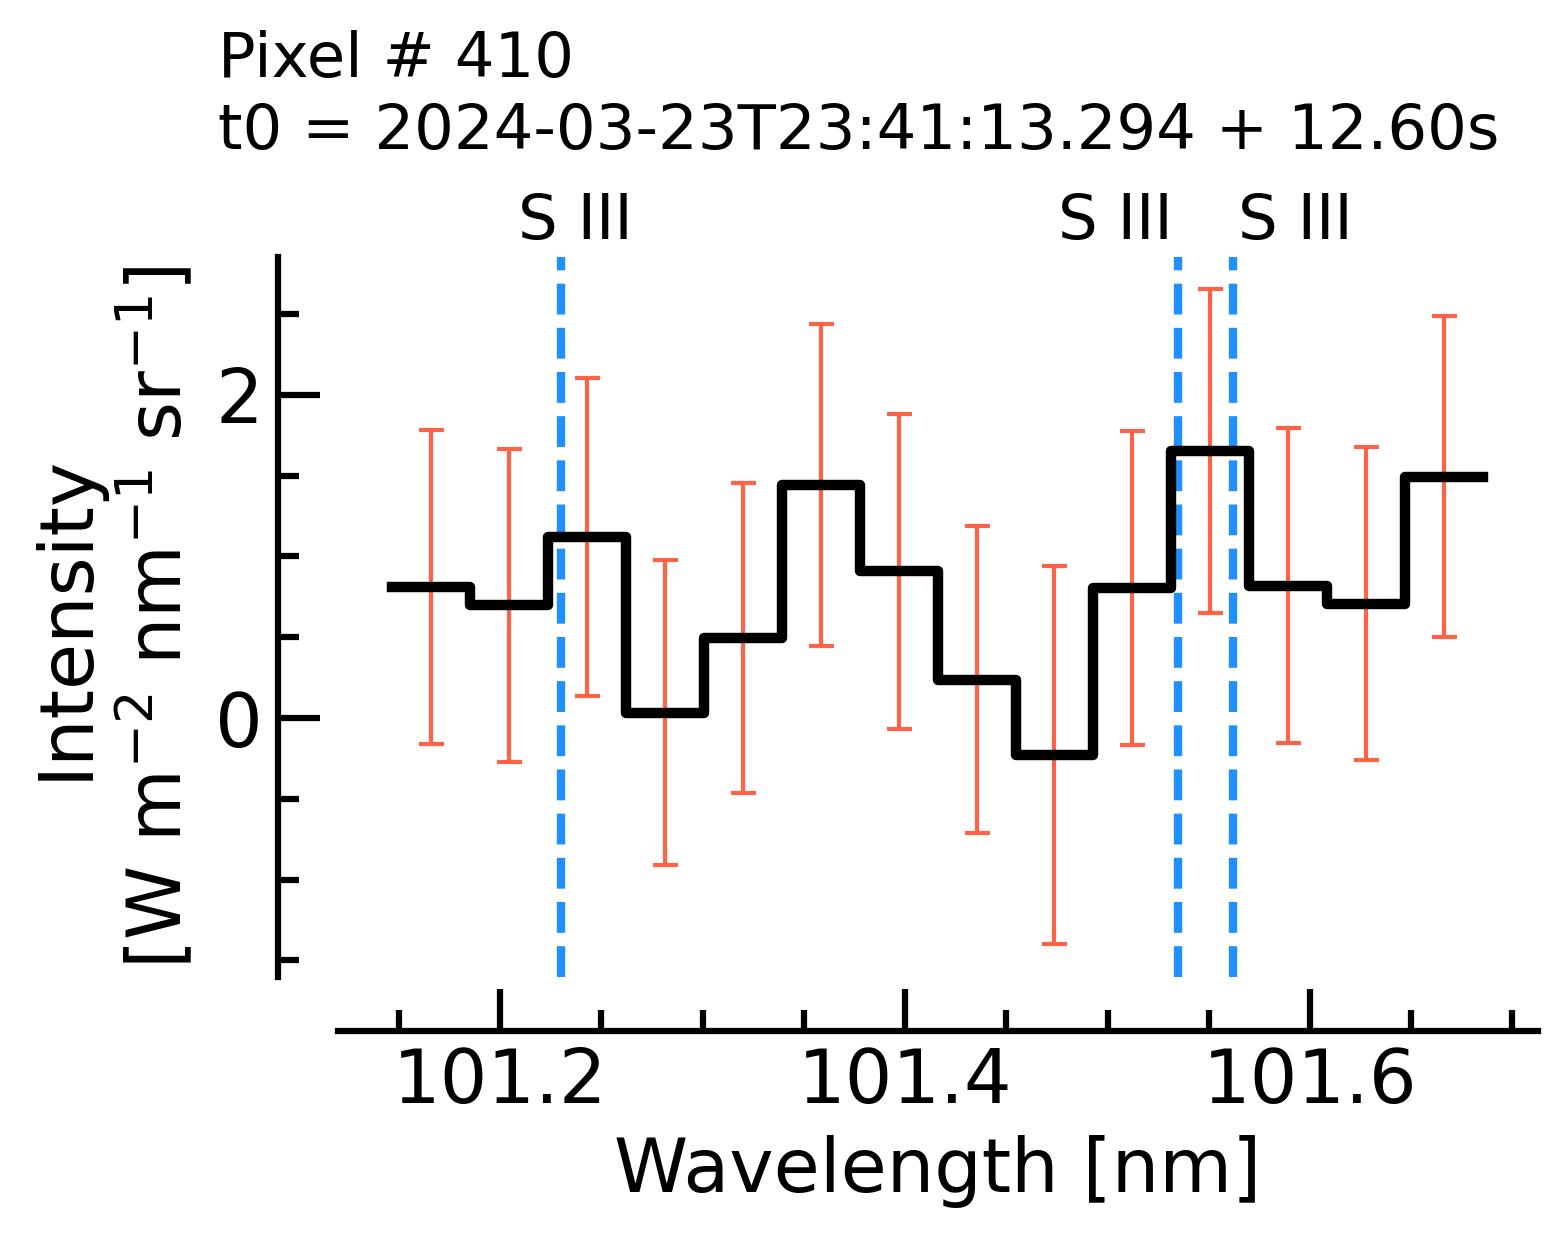 Pixel # 410
t0 = 2024-03-23T23:41:13.294 + 12.60s
S III S III S III
Intensity
[W m⁻² nm⁻¹ sr⁻¹]
2
0
101.2 101.4 101.6
Wavelength [nm]